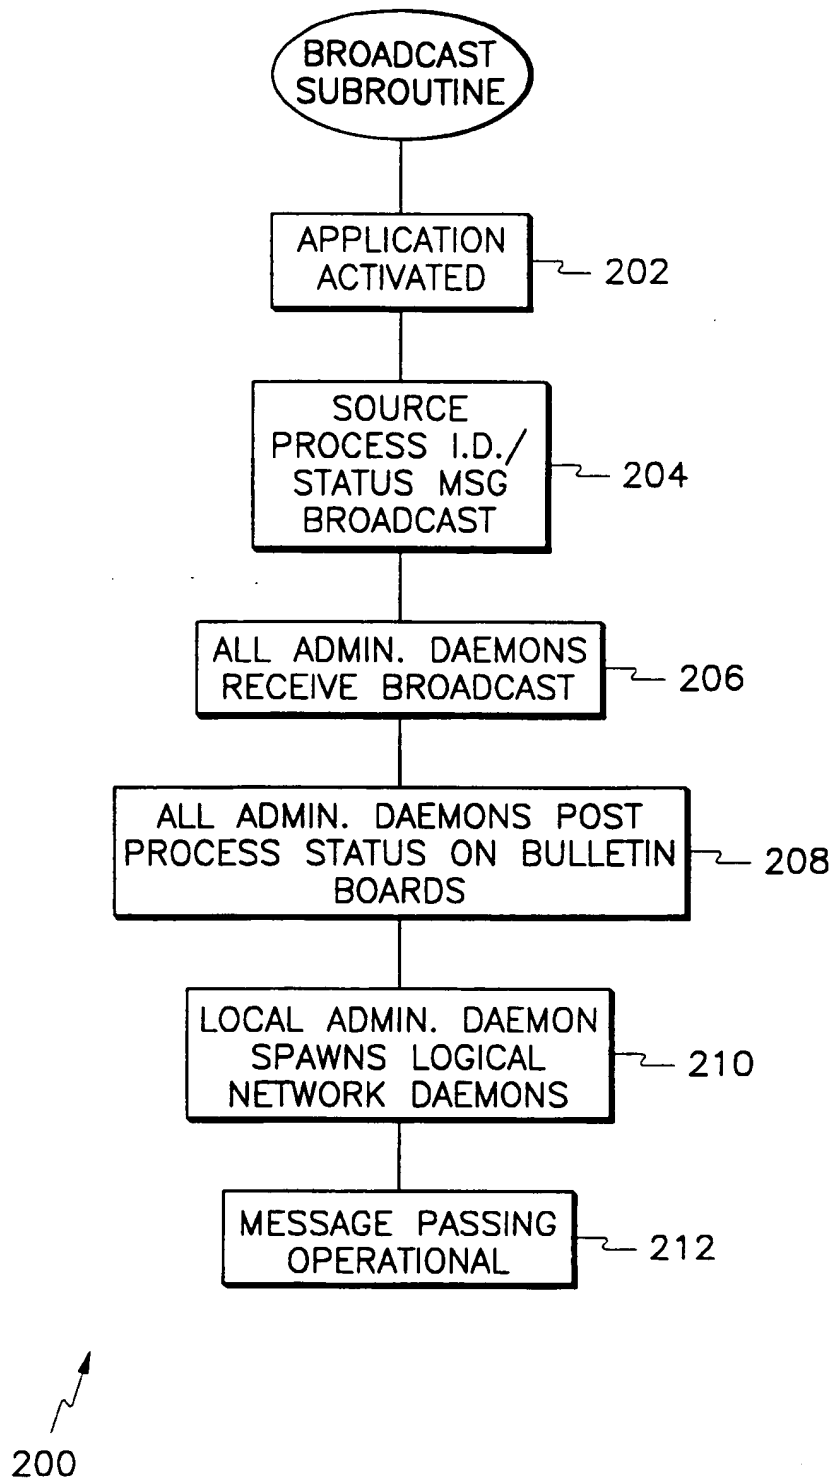 BROADCAST
SUBROUTINE
APPLICATION
ACTIVATED
202
SOURCE
PROCESS I.D./
STATUS MSG
BROADCAST
204
ALL ADMIN. DAEMONS
RECEIVE BROADCAST
206
ALL ADMIN. DAEMONS POST
PROCESS STATUS ON BULLETIN
BOARDS
208
LOCAL ADMIN. DAEMON
SPAWNS LOGICAL
NETWORK DAEMONS
210
MESSAGE PASSING
OPERATIONAL
212
200